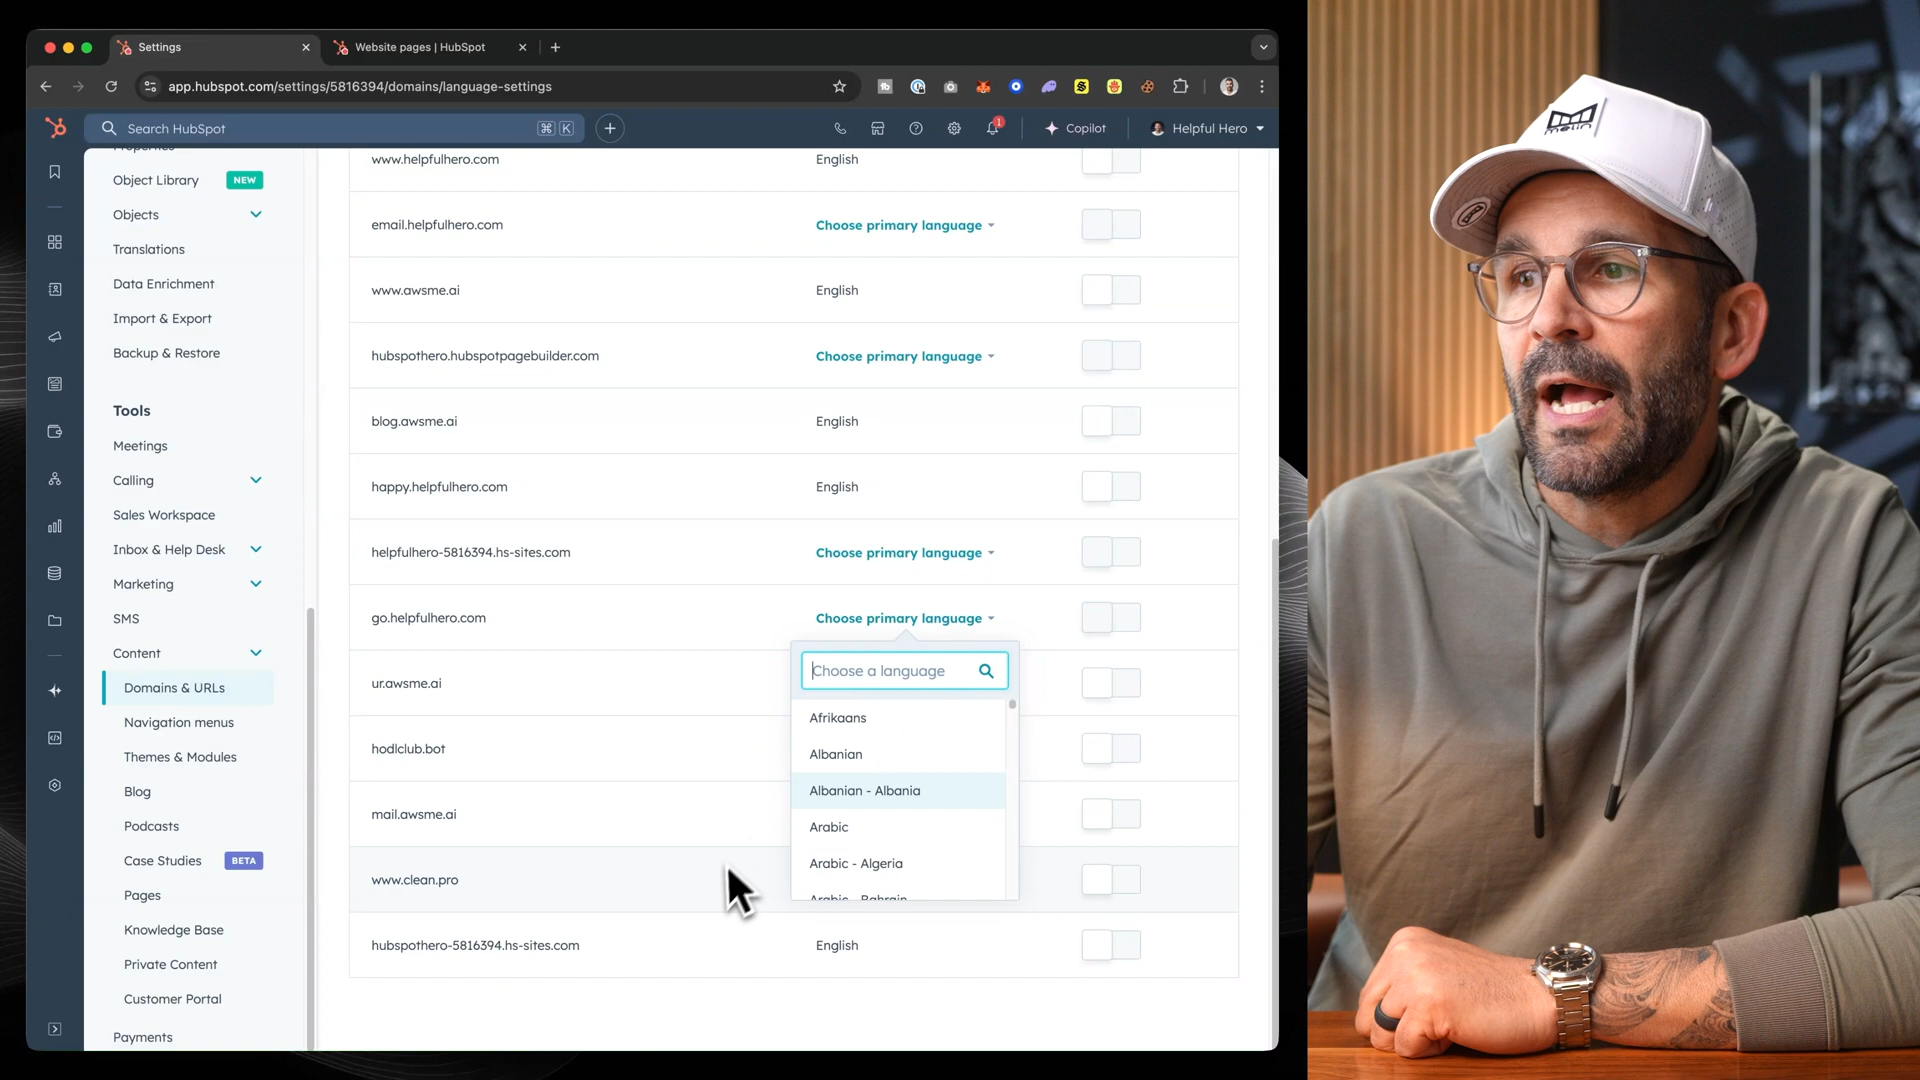 Settings
Website pages | HubSpot
app.hubspot.com/settings/5816394/domains/language-settings
Search HubSpot
⌘ K
1
Copilot
Helpful Hero
Properties
Object Library NEW
Objects
Translations
Data Enrichment
Import & Export
Backup & Restore
Tools
Meetings
Calling
Sales Workspace
Inbox & Help Desk
Marketing
SMS
Content
Domains & URLs
Navigation menus
Themes & Modules
Blog
Podcasts
Case Studies BETA
Pages
Knowledge Base
Private Content
Customer Portal
Payments
www.helpfulhero.com English
email.helpfulhero.com Choose primary language
www.awsme.ai English
hubspothero.hubspotpagebuilder.com Choose primary language
blog.awsme.ai English
happy.helpfulhero.com English
helpfulhero-5816394.hs-sites.com Choose primary language
go.helpfulhero.com Choose primary language
ur.awsme.ai
hodlclub.bot
mail.awsme.ai
www.clean.pro
hubspothero-5816394.hs-sites.com English
Choose a language
Afrikaans
Albanian
Albanian - Albania
Arabic
Arabic - Algeria
Arabic - Bahrain
melin